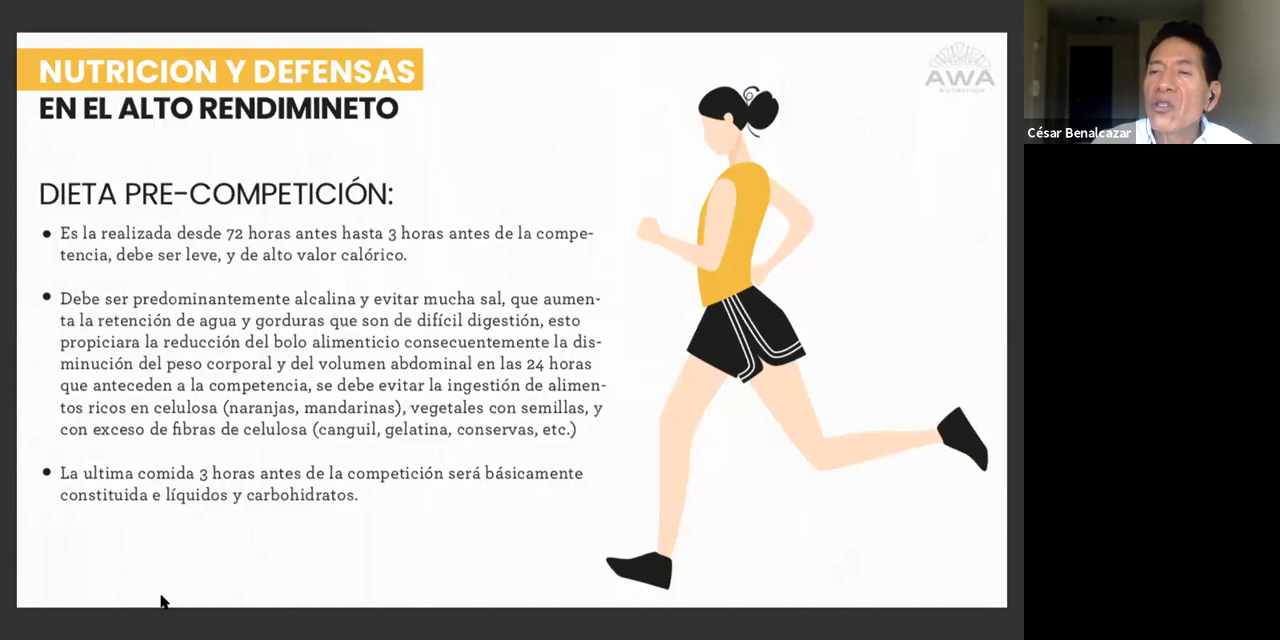 NUTRICION Y DEFENSAS
EN EL ALTO RENDIMINETO
AWA
NUTRITION
César Benalcazar
DIETA PRE-COMPETICIÓN:
• Es la realizada desde 72 horas antes hasta 3 horas antes de la compe-
tencia, debe ser leve, y de alto valor calórico.
• Debe ser predominantemente alcalina y evitar mucha sal, que aumen-
ta la retención de agua y gorduras que son de difícil digestión, esto
propiciara la reducción del bolo alimenticio consecuentemente la dis-
minución del peso corporal y del volumen abdominal en las 24 horas
que anteceden a la competencia, se debe evitar la ingestión de alimen-
tos ricos en celulosa (naranjas, mandarinas), vegetales con semillas, y
con exceso de fibras de celulosa (canguil, gelatina, conservas, etc.)
• La ultima comida 3 horas antes de la competición será básicamente
constituida e líquidos y carbohidratos.